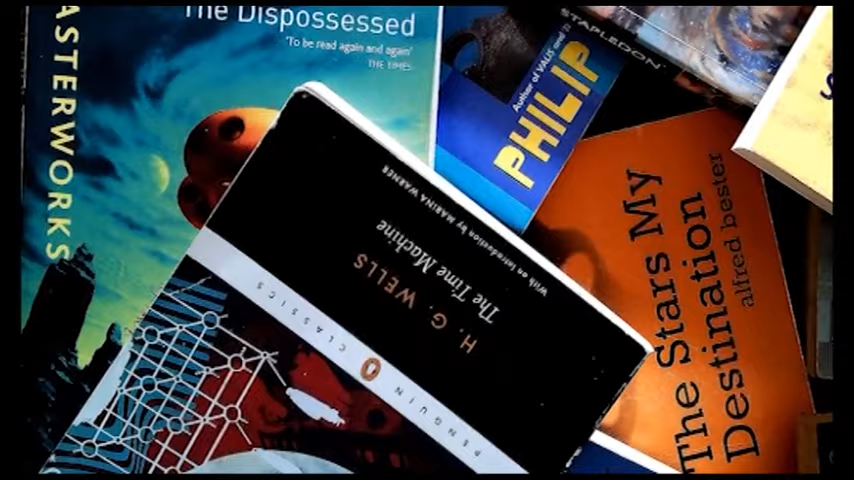 The Dispossessed
'To be read again and again'
THE TIMES
ASTERWORKS
Author of VALIS and
PHILIP
STAPLEDON
The Stars My
Destination
alfred bester
With an Introduction by MARINA WARNER
The Time Machine
H. G. WELLS
PENGUIN CLASSICS